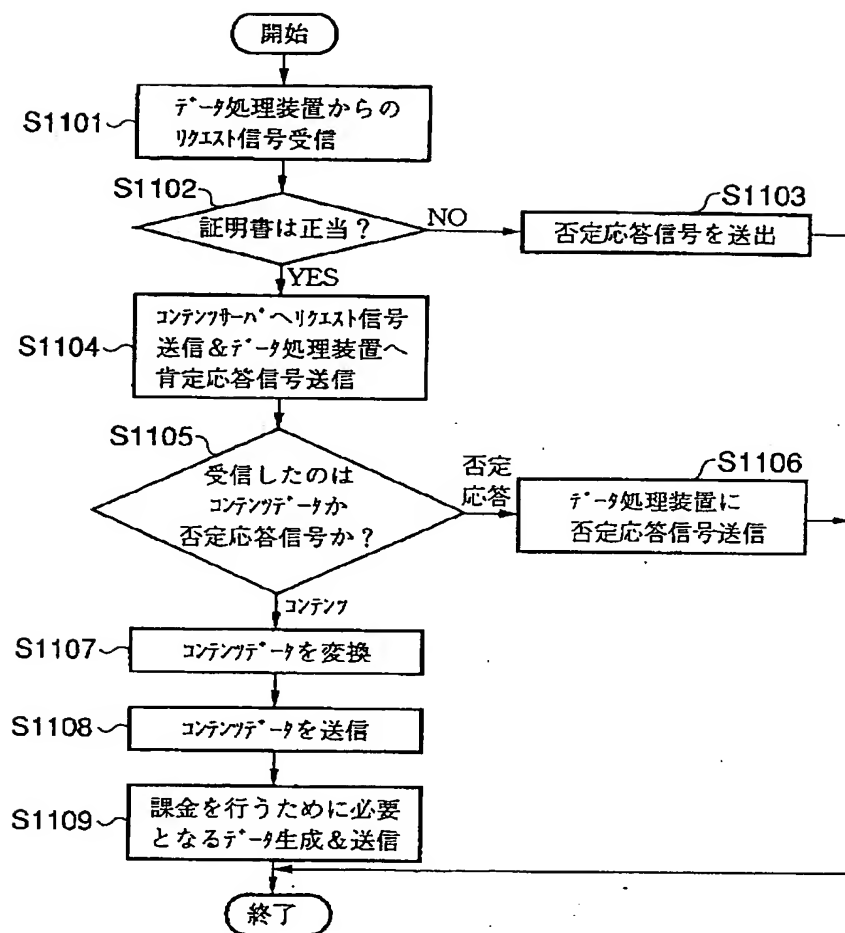 開始
S1101
データ処理装置からの
リクエスト信号受信
S1102
証明書は正当?
NO
S1103
否定応答信号を送出
YES
S1104
コンテンツサーバへリクエスト信号
送信&データ処理装置へ
肯定応答信号送信
S1105
受信したのは
コンテンツデータか
否定応答信号か?
否定
応答
S1106
データ処理装置に
否定応答信号送信
コンテンツ
S1107
コンテンツデータを変換
S1108
コンテンツデータを送信
S1109
課金を行うために必要
となるデータ生成&送信
終了